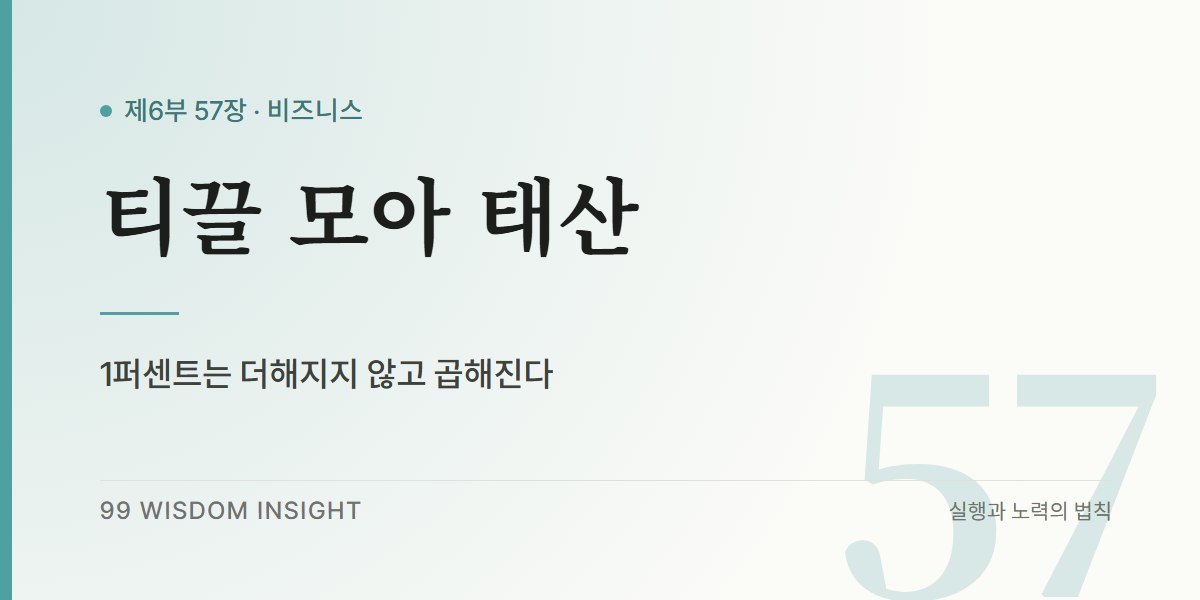 제6부 57장 · 비즈니스
티끌 모아 태산
1퍼센트는 더해지지 않고 곱해진다
57
99 WISDOM INSIGHT
실행과 노력의 법칙